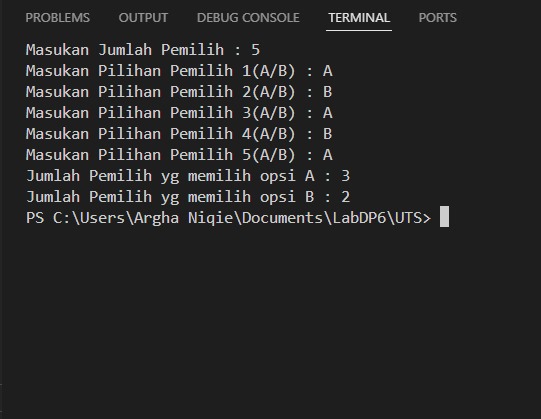 PROBLEMS OUTPUT DEBUG CONSOLE TERMINAL PORTS
Masukan Jumlah Pemilih : 5
Masukan Pilihan Pemilih 1(A/B) : A
Masukan Pilihan Pemilih 2(A/B) : B
Masukan Pilihan Pemilih 3(A/B) : A
Masukan Pilihan Pemilih 4(A/B) : B
Masukan Pilihan Pemilih 5(A/B) : A
Jumlah Pemilih yg memilih opsi A : 3
Jumlah Pemilih yg memilih opsi B : 2
PS C:\Users\Argha Niqie\Documents\LabDP6\UTS>